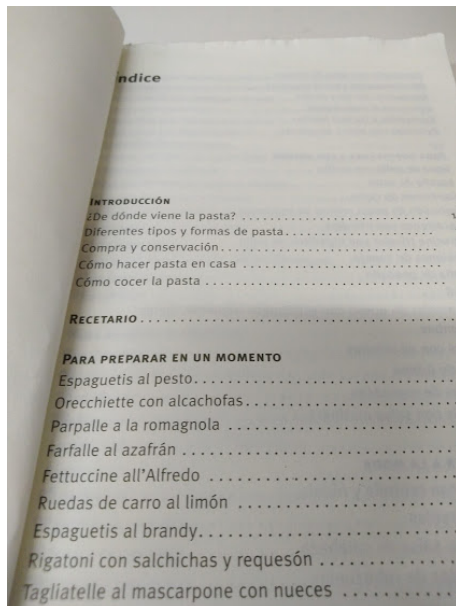 ndice
INTRODUCCIÓN
¿De dónde viene la pasta? ........................................
Diferentes tipos y formas de pasta..............................
Compra y conservación........................................
Cómo hacer pasta en casa ....................................
Cómo cocer la pasta ..........................................
RECETARIO..................................................
PARA PREPARAR EN UN MOMENTO
Espaguetis al pesto...........................................
Orecchiette con alcachofas....................................
Parpalle a la romagnola ......................................
Farfalle al azafrán ...........................................
Fettuccine all'Alfredo ........................................
Ruedas de carro al limón .....................................
Espaguetis al brandy..........................................
Rigatoni con salchichas y requesón ............................
Tagliatelle al mascarpone con nueces ..........................